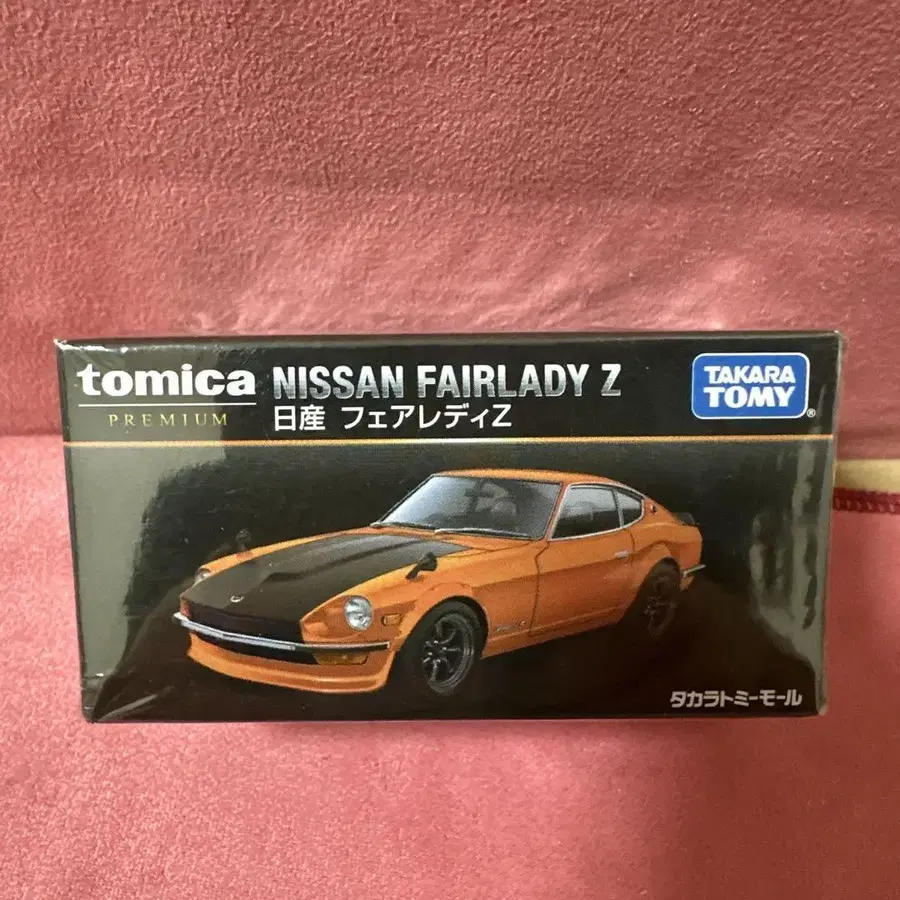 tomica
PREMIUM
NISSAN FAIRLADY Z
日産 フェアレディZ
TAKARA
TOMY
®
タカラトミーモール